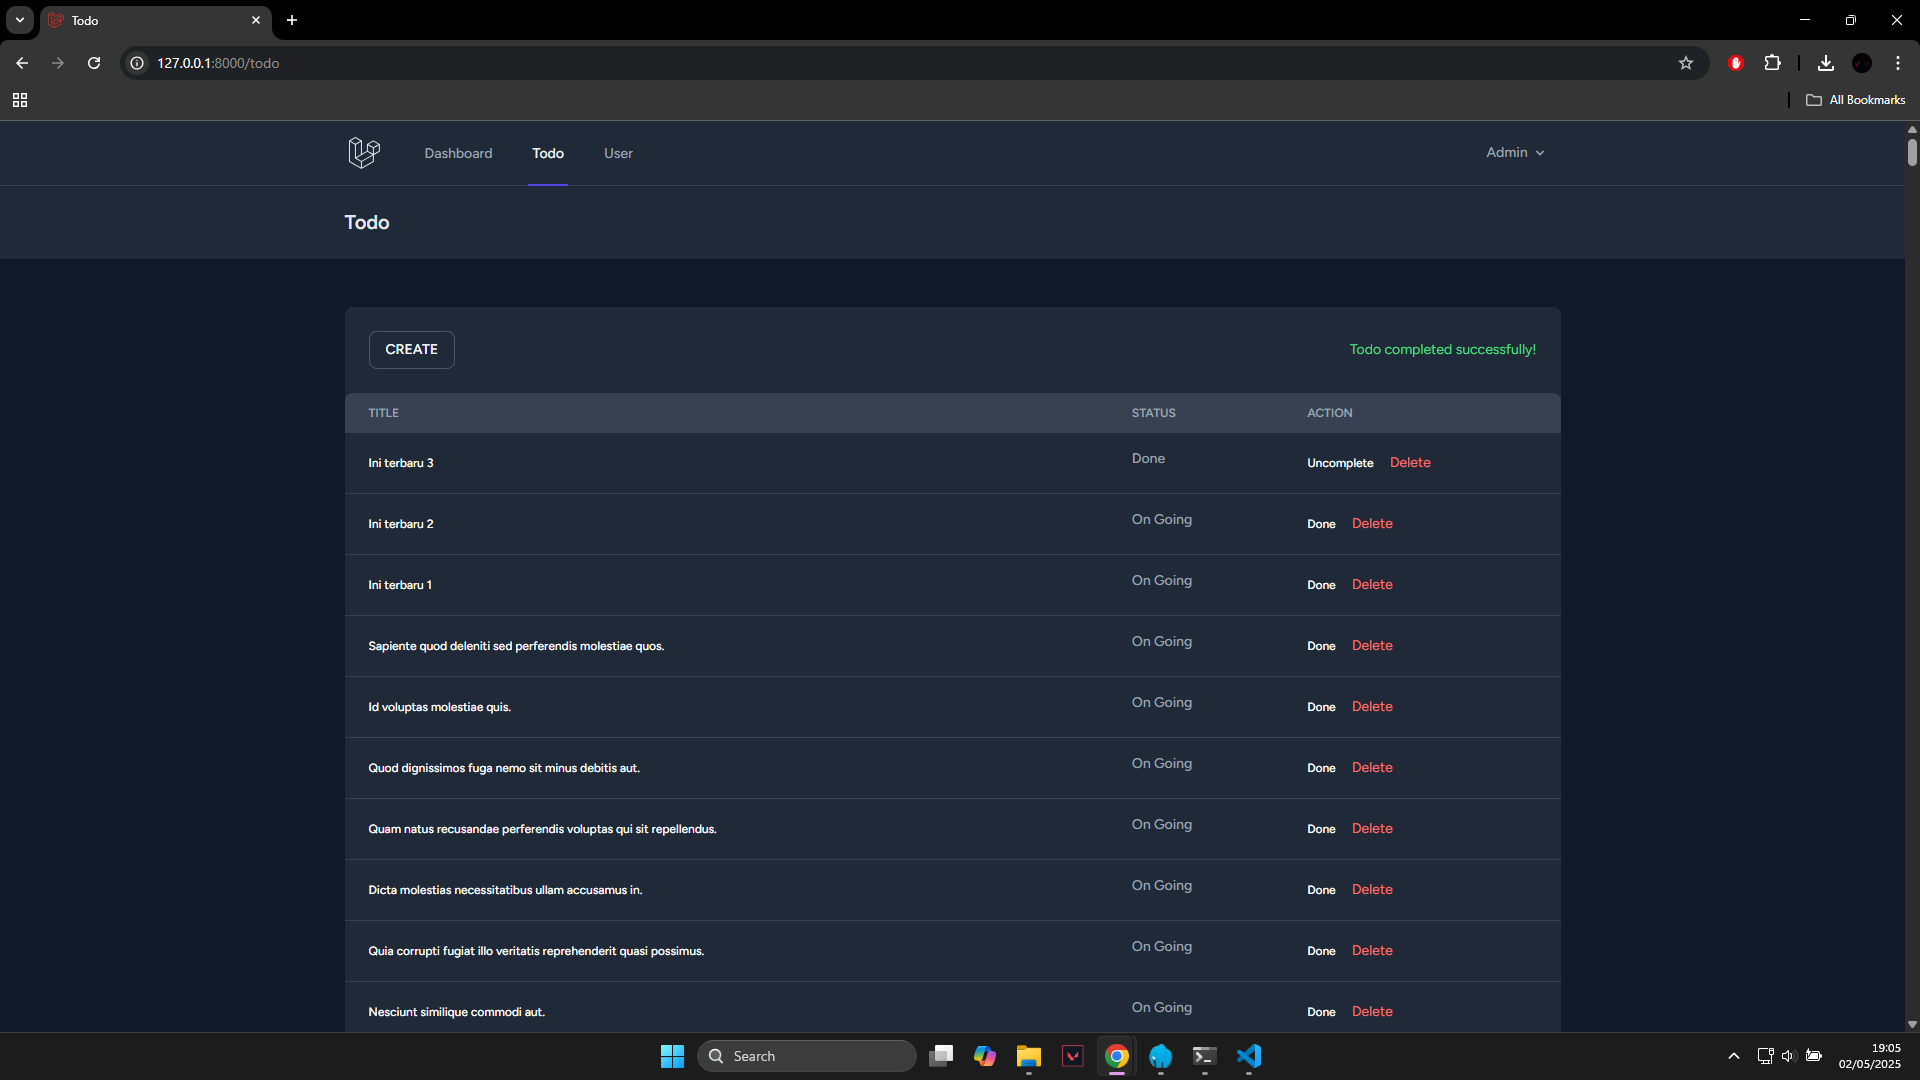 Todo
127.0.0.1:8000/todo
All Bookmarks
Dashboard Todo User Admin
Todo
CREATE Todo completed successfully!
TITLE STATUS ACTION
Ini terbaru 3 Done Uncomplete Delete
Ini terbaru 2 On Going Done Delete
Ini terbaru 1 On Going Done Delete
Sapiente quod deleniti sed perferendis molestiae quos. On Going Done Delete
Id voluptas molestiae quis. On Going Done Delete
Quod dignissimos fuga nemo sit minus debitis aut. On Going Done Delete
Quam natus recusandae perferendis voluptas qui sit repellendus. On Going Done Delete
Dicta molestias necessitatibus ullam accusamus in. On Going Done Delete
Quia corrupti fugiat illo veritatis reprehenderit quasi possimus. On Going Done Delete
Nesciunt similique commodi aut. On Going Done Delete
Search
19:05
02/05/2025